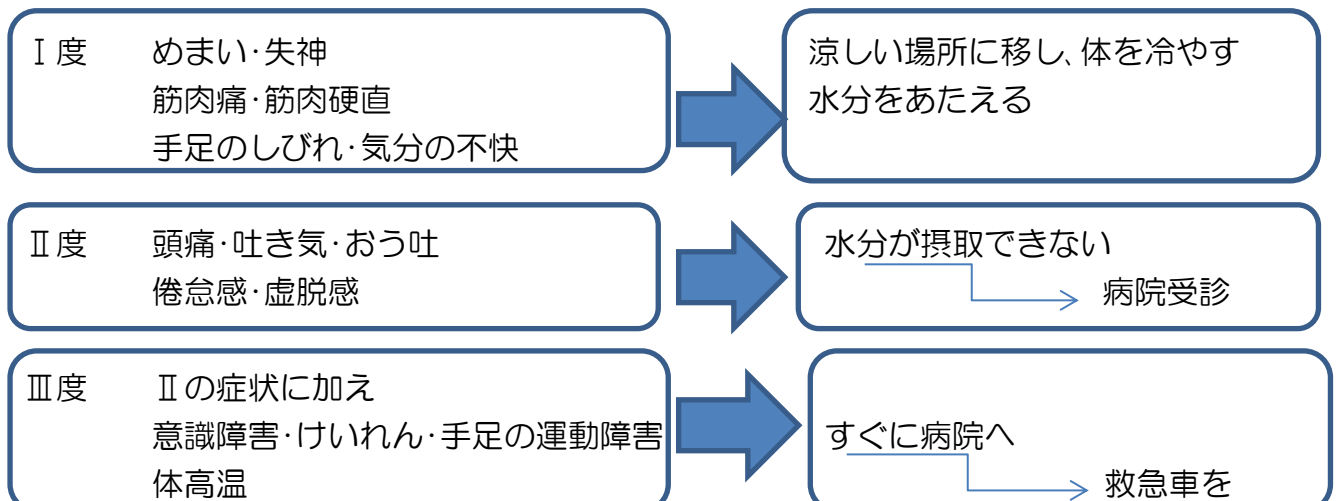 Ⅰ度 めまい･失神
筋肉痛･筋肉硬直
手足のしびれ･気分の不快
涼しい場所に移し、体を冷やす
水分をあたえる
Ⅱ度 頭痛･吐き気･おう吐
倦怠感･虚脱感
水分が摂取できない
病院受診
Ⅲ度 Ⅱの症状に加え
意識障害･けいれん･手足の運動障害
体高温
すぐに病院へ
救急車を